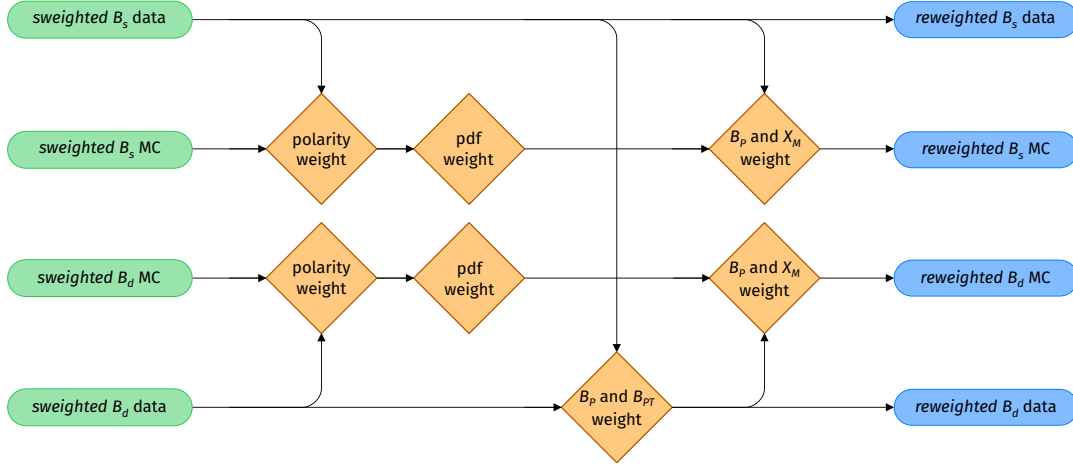 sweighted Bs data
reweighted Bs data
sweighted Bs MC
polarity
weight
pdf
weight
BP and XM
weight
reweighted Bs MC
sweighted Bd MC
polarity
weight
pdf
weight
BP and XM
weight
reweighted Bd MC
sweighted Bd data
BP and BPT
weight
reweighted Bd data